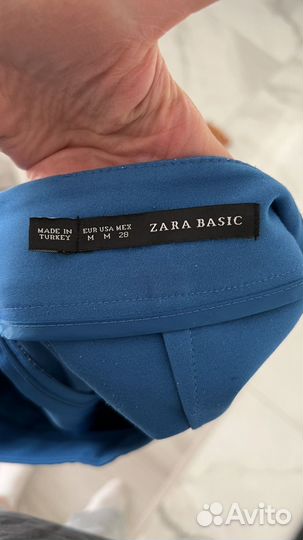 MADE IN
TURKEY
EUR USA MEX
M M 28
ZARA BASIC
Avito